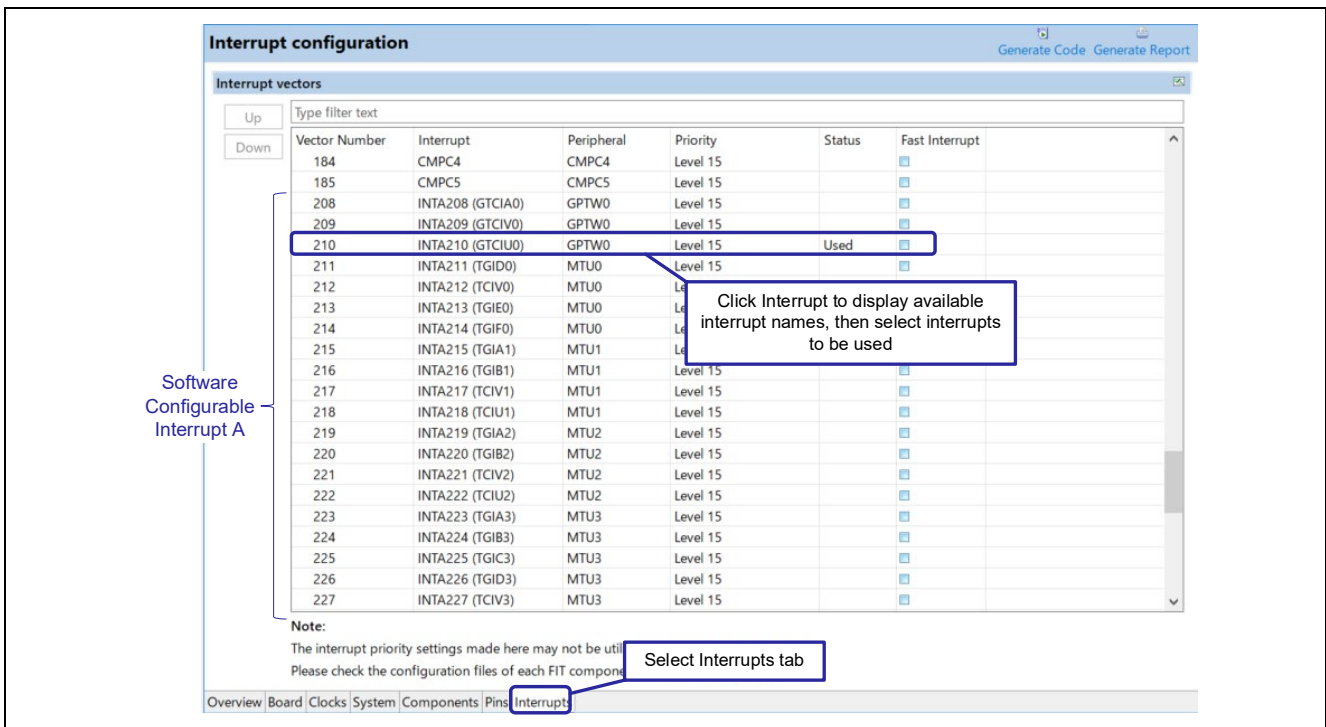 Interrupt configuration
Generate Code Generate Report
Interrupt vectors
Up
Down
Type filter text
Vector Number Interrupt Peripheral Priority Status Fast Interrupt
184 CMPC4 CMPC4 Level 15
185 CMPC5 CMPC5 Level 15
208 INTA208 (GTCIA0) GPTW0 Level 15
209 INTA209 (GTCIV0) GPTW0 Level 15
210 INTA210 (GTCIU0) GPTW0 Level 15 Used
211 INTA211 (TGID0) MTU0 Level 15
212 INTA212 (TCIV0) MTU0
213 INTA213 (TGIE0) MTU0
214 INTA214 (TGIF0) MTU0
215 INTA215 (TGIA1) MTU1
216 INTA216 (TGIB1) MTU1 Level 15
217 INTA217 (TCIV1) MTU1 Level 15
218 INTA218 (TCIU1) MTU1 Level 15
219 INTA219 (TGIA2) MTU2 Level 15
220 INTA220 (TGIB2) MTU2 Level 15
221 INTA221 (TCIV2) MTU2 Level 15
222 INTA222 (TCIU2) MTU2 Level 15
223 INTA223 (TGIA3) MTU3 Level 15
224 INTA224 (TGIB3) MTU3 Level 15
225 INTA225 (TGIC3) MTU3 Level 15
226 INTA226 (TGID3) MTU3 Level 15
227 INTA227 (TCIV3) MTU3 Level 15
Click Interrupt to display available
interrupt names, then select interrupts
to be used
Software
Configurable
Interrupt A
Note:
The interrupt priority settings made here may not be
Please check the configuration files of each FIT
Select Interrupts tab
Overview Board Clocks System Components Pins Interrupts